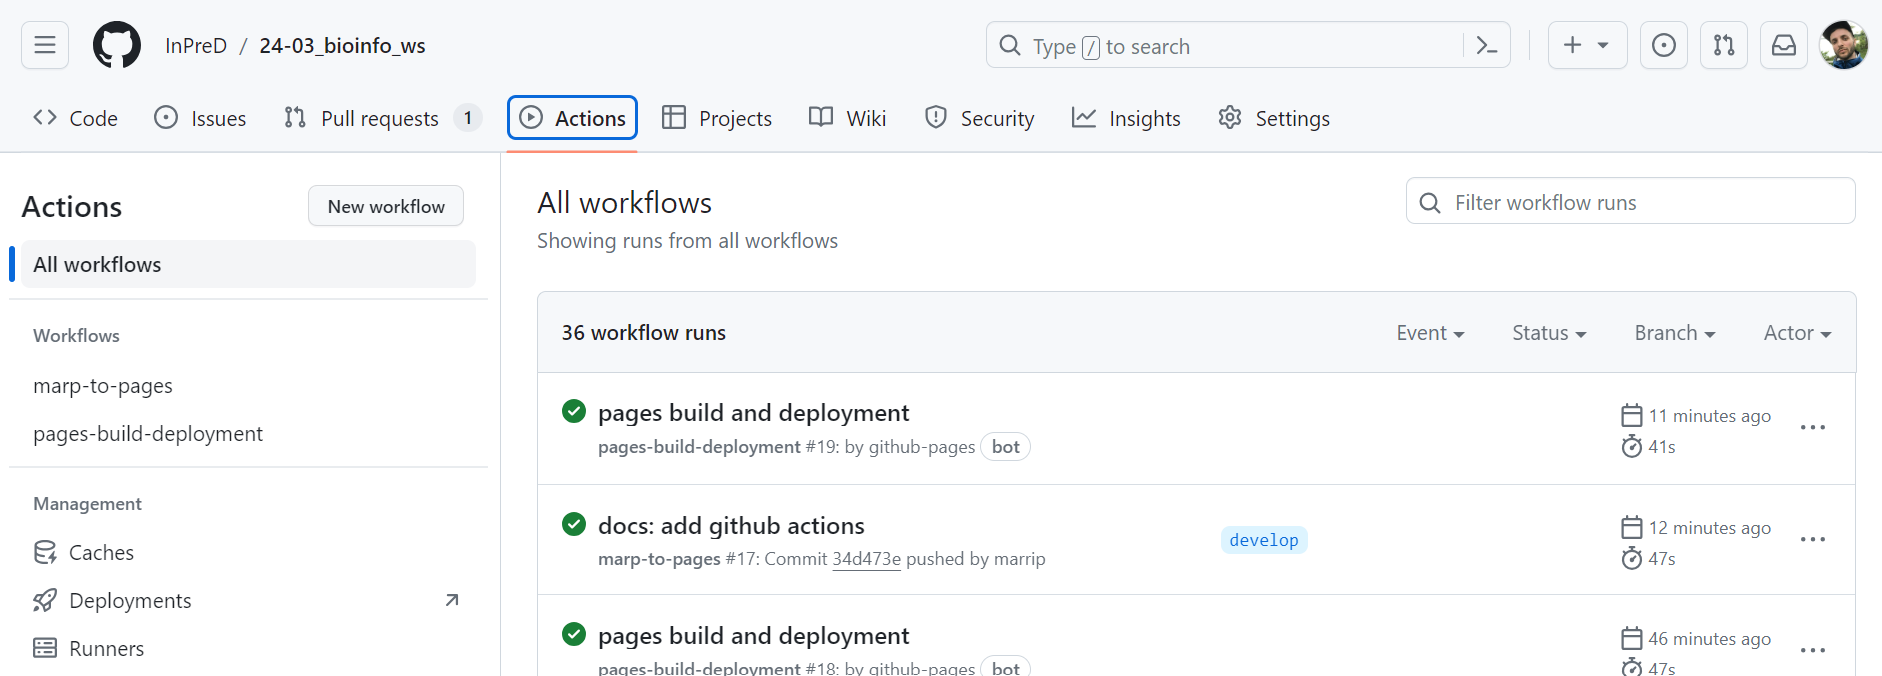 InPreD / 24-03_bioinfo_ws
Type / to search
Code
Issues
Pull requests 1
Actions
Projects
Wiki
Security
Insights
Settings
Actions
New workflow
All workflows
Workflows
marp-to-pages
pages-build-deployment
Management
Caches
Deployments
Runners
All workflows
Showing runs from all workflows
Filter workflow runs
36 workflow runs
Event
Status
Branch
Actor
pages build and deployment
pages-build-deployment #19: by github-pages bot
11 minutes ago
41s
docs: add github actions
marp-to-pages #17: Commit 34d473e pushed by marrip
develop
12 minutes ago
47s
pages build and deployment
pages-build-deployment #18: by github-pages bot
46 minutes ago
47s